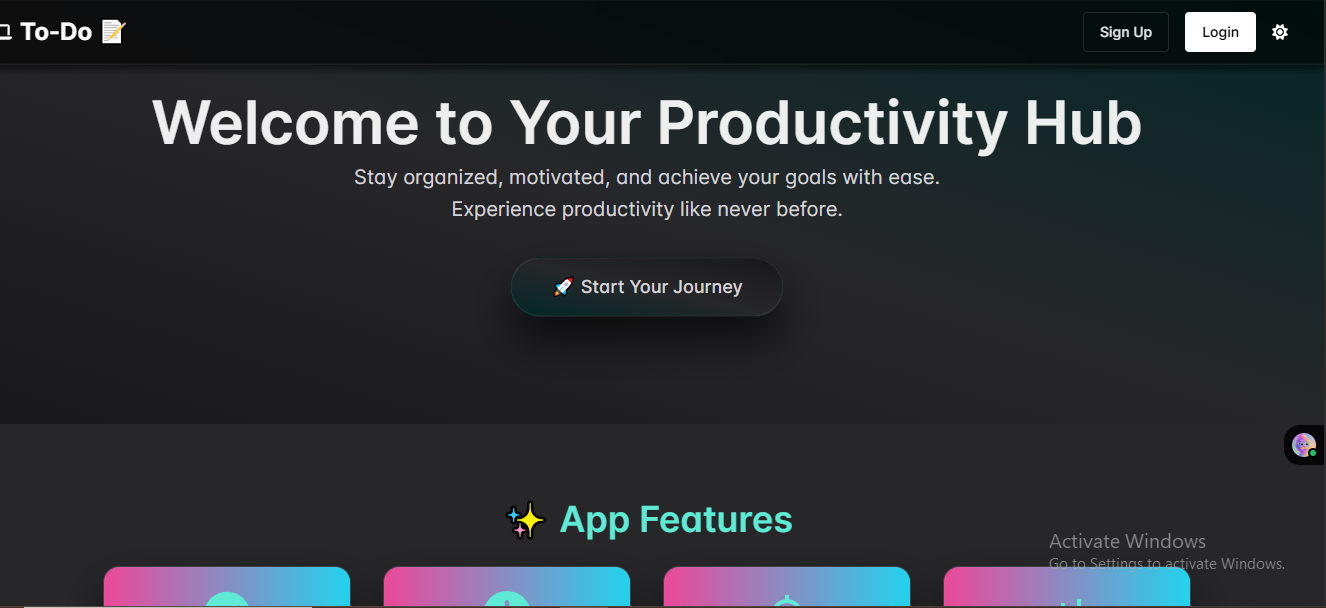 To-Do 📝
Sign Up
Login
Welcome to Your Productivity Hub
Stay organized, motivated, and achieve your goals with ease.
Experience productivity like never before.
🚀 Start Your Journey
✨ App Features
Activate Windows
Go to Settings to activate Windows.